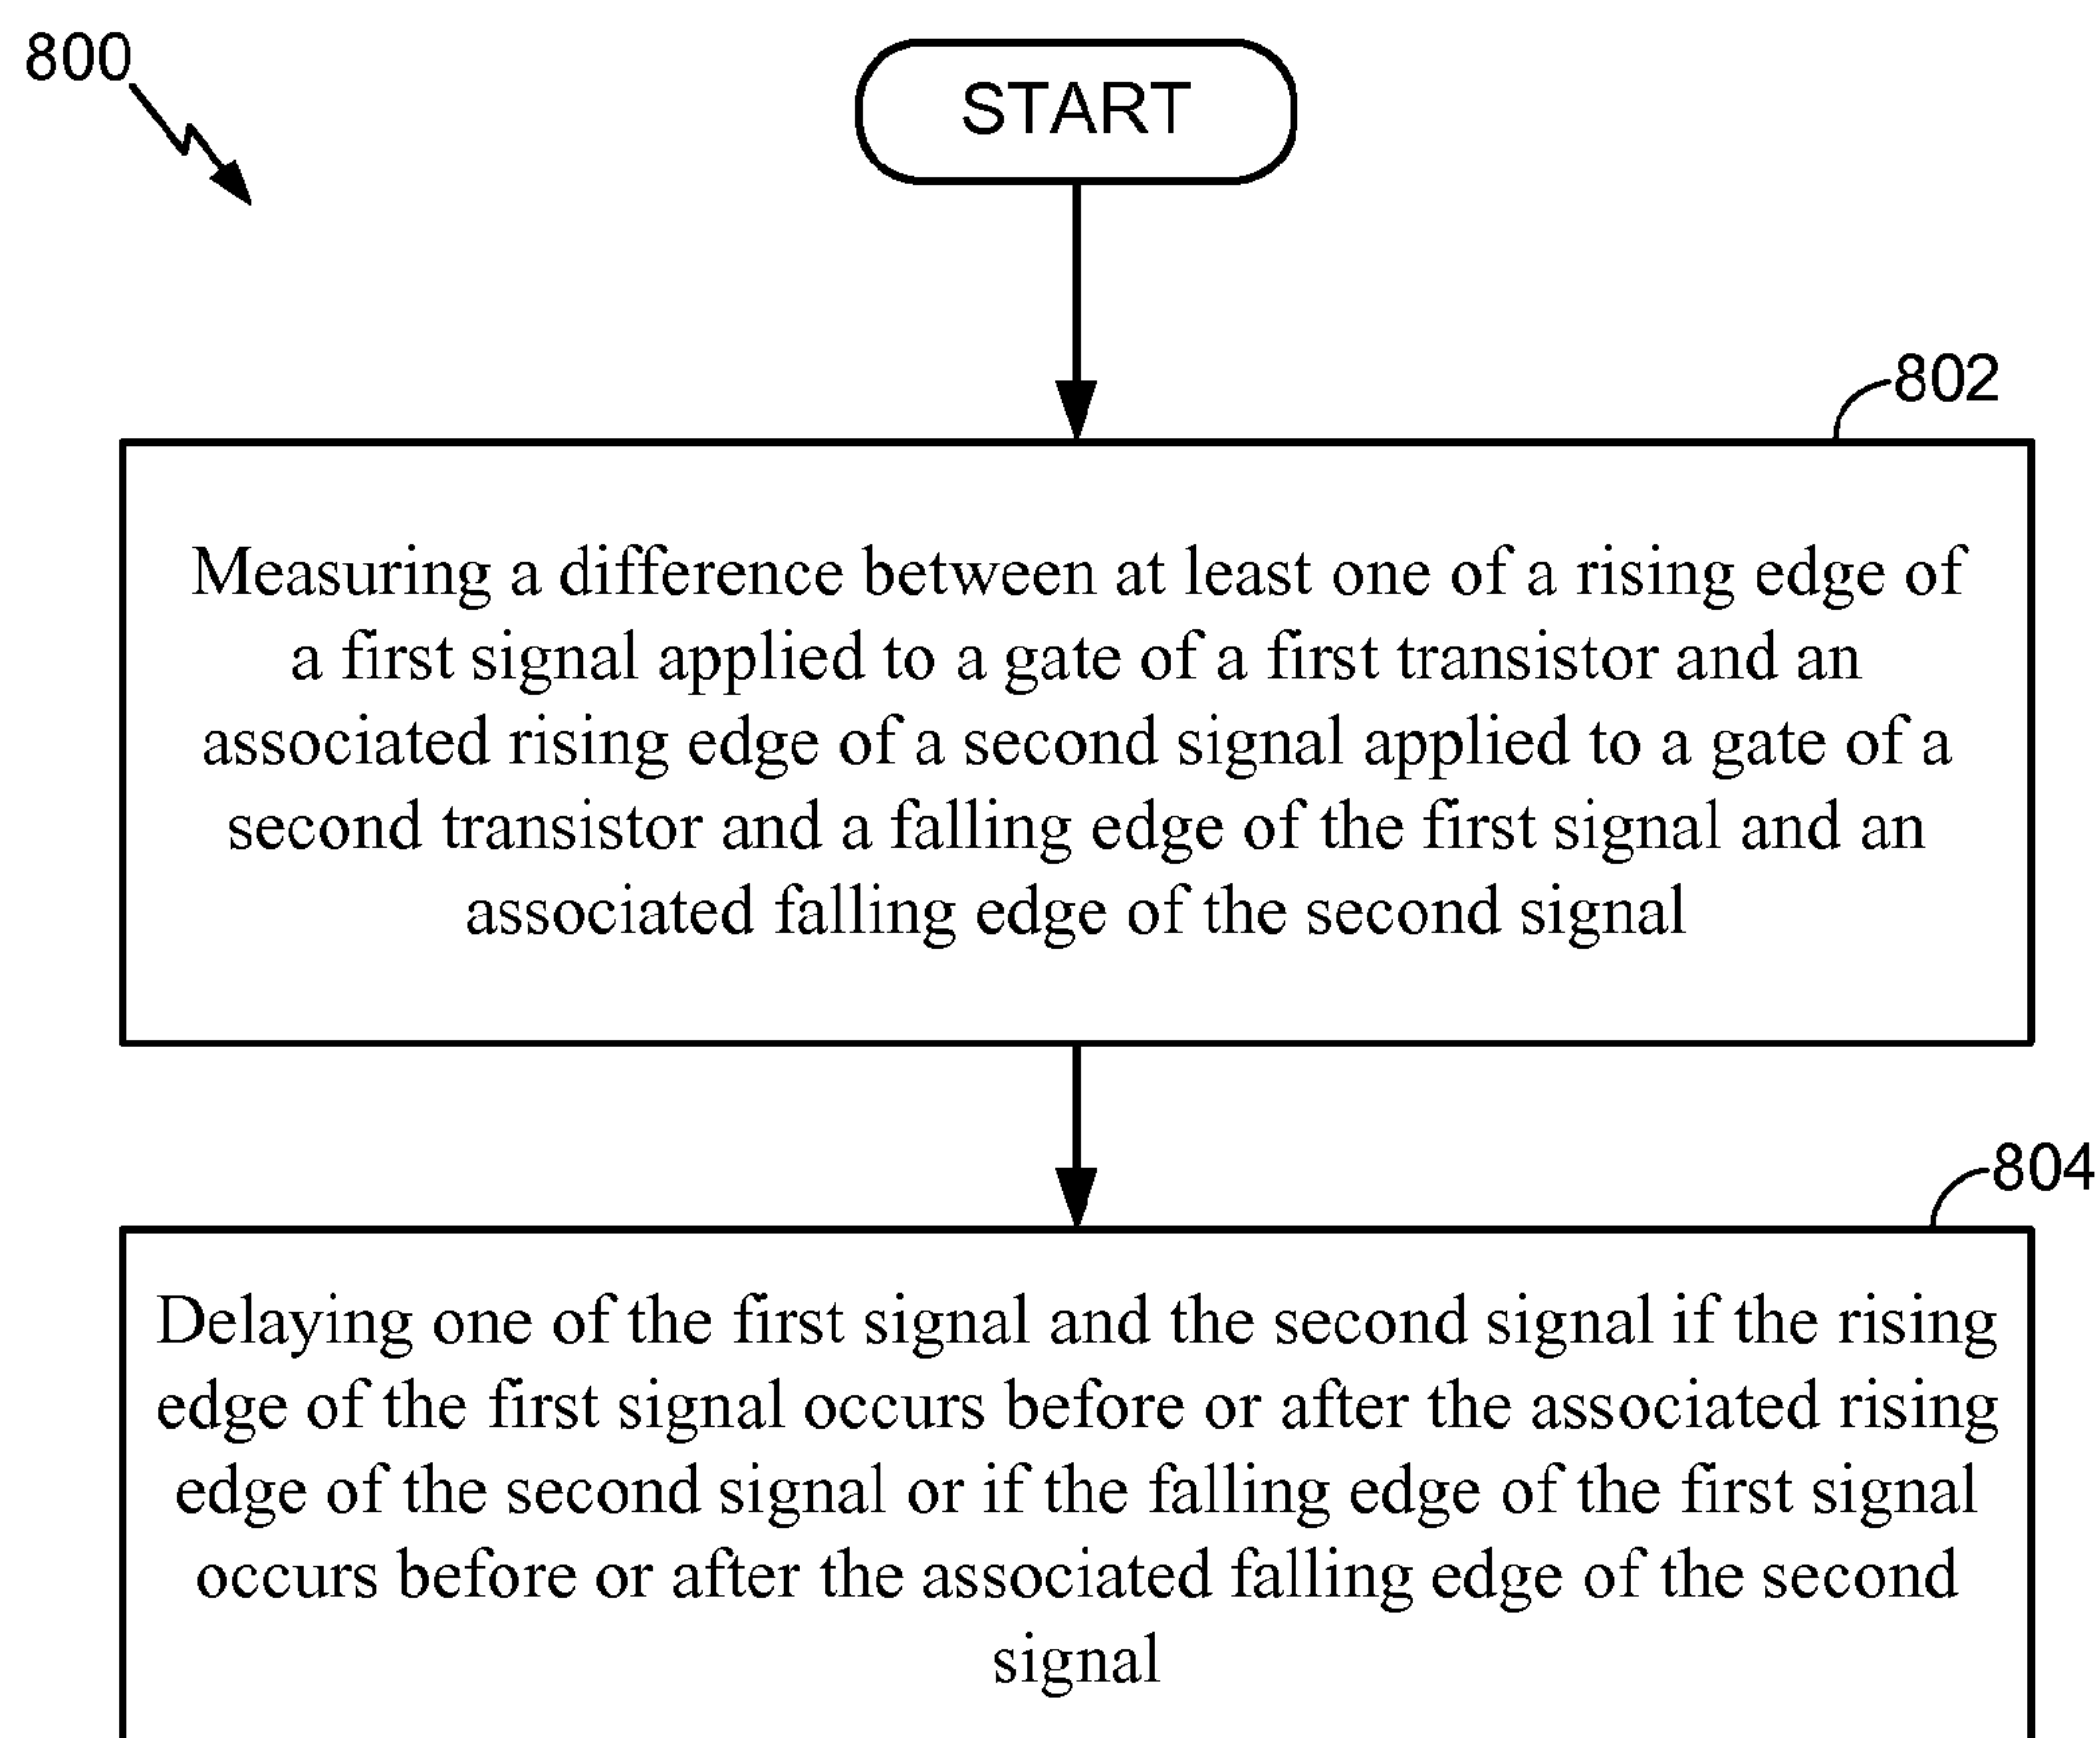 800
START
802
Measuring a difference between at least one of a rising edge of
a first signal applied to a gate of a first transistor and an
associated rising edge of a second signal applied to a gate of a
second transistor and a falling edge of the first signal and an
associated falling edge of the second signal
804
Delaying one of the first signal and the second signal if the rising
edge of the first signal occurs before or after the associated rising
edge of the second signal or if the falling edge of the first signal
occurs before or after the associated falling edge of the second
signal